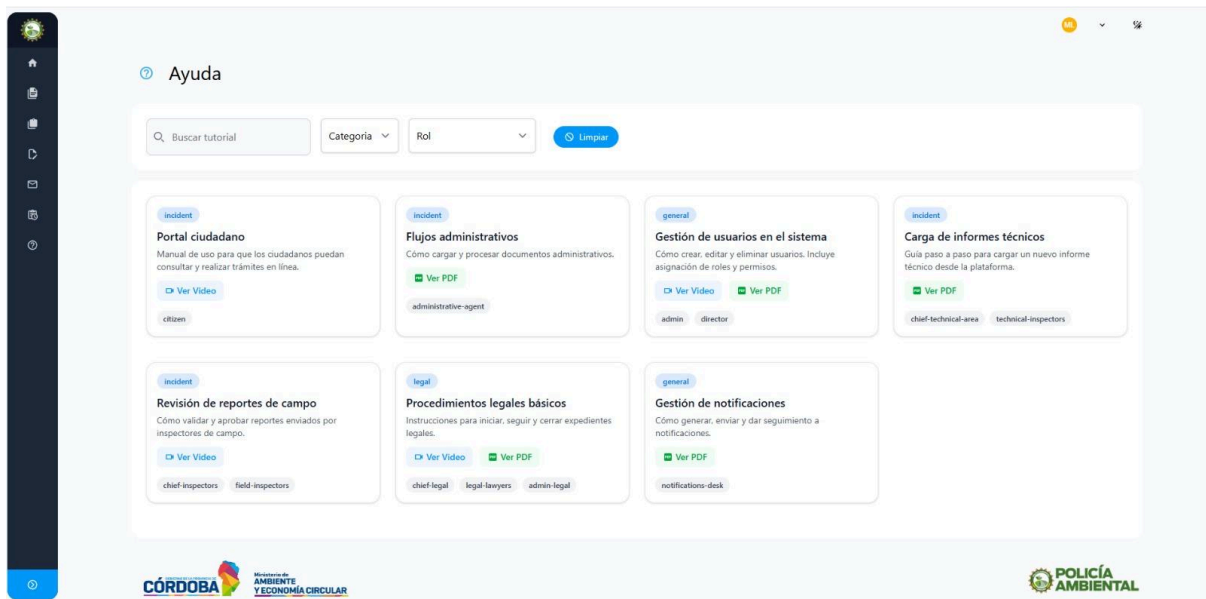 ML
Ayuda
Buscar tutorial
Categoria
Rol
Limpiar
incident
Portal ciudadano
Manual de uso para que los ciudadanos puedan
consultar y realizar trámites en línea.
Ver Video
citizen
incident
Flujos administrativos
Cómo cargar y procesar documentos administrativos.
Ver PDF
administrative-agent
general
Gestión de usuarios en el sistema
Cómo crear, editar y eliminar usuarios. Incluye
asignación de roles y permisos.
Ver Video Ver PDF
admin director
incident
Carga de informes técnicos
Guía paso a paso para cargar un nuevo informe
técnico desde la plataforma.
Ver PDF
chief-technical-area technical-inspectors
incident
Revisión de reportes de campo
Cómo validar y aprobar reportes enviados por
inspectores de campo.
Ver Video
chief-inspectors field-inspectors
legal
Procedimientos legales básicos
Instrucciones para iniciar, seguir y cerrar expedientes
legales.
Ver Video Ver PDF
chief-legal legal-lawyers admin-legal
general
Gestión de notificaciones
Cómo generar, enviar y dar seguimiento a
notificaciones.
Ver PDF
notifications-desk
CÓRDOBA
Ministerio de
AMBIENTE
Y ECONOMÍA CIRCULAR
POLICÍA
AMBIENTAL